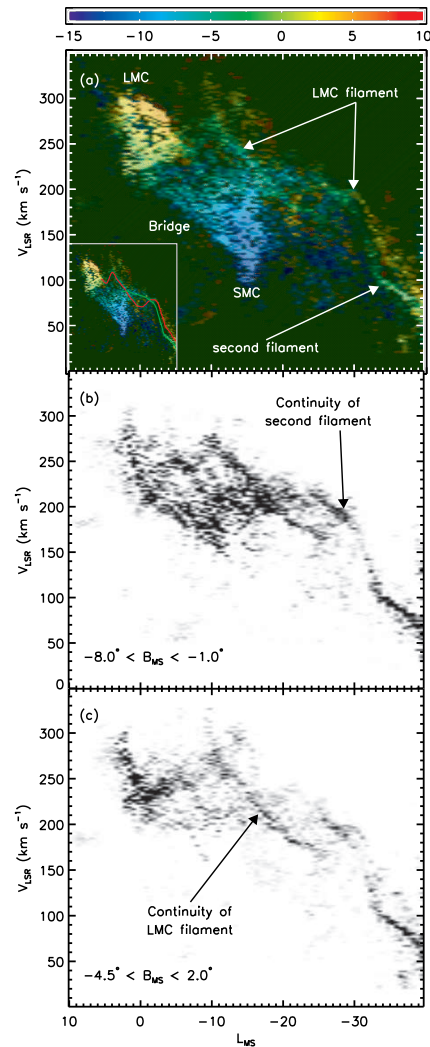 −15 −10 −5 0 5 10
(a)
LMC
LMC filament
Bridge
SMC
second filament
V_LSR (km s⁻¹)
300
250
200
150
100
50
(b)
Continuity of
second filament
V_LSR (km s⁻¹)
300
250
200
150
100
50
0
−8.0° < B_MS < −1.0°
(c)
Continuity of
LMC filament
V_LSR (km s⁻¹)
300
250
200
150
100
50
0
−4.5° < B_MS < 2.0°
10 0 −10 −20 −30
L_MS